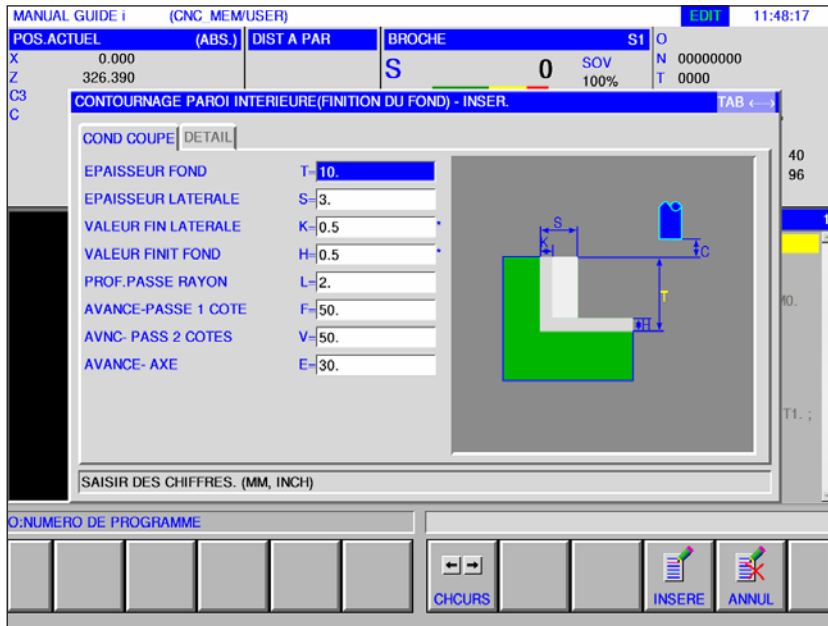 MANUAL GUIDE i (CNC_MEM/USER) EDIT 11:48:17
POS.ACTUEL (ABS.) DIST A PAR BROCHE S1 O
X 0.000 S 0 SOV N 00000000
Z 326.390 100% T 0000
C3
C
CONTOURNAGE PAROI INTERIEURE(FINITION DU FOND) - INSER. TAB ←→
COND COUPE DETAIL
EPAISSEUR FOND T=10.
EPAISSEUR LATERALE S=3.
VALEUR FIN LATERALE K=0.5 *
VALEUR FINIT FOND H=0.5 *
PROF.PASSE RAYON L=2.
AVANCE-PASSE 1 COTE F=50.
AVNC- PASS 2 COTES V=50.
AVANCE- AXE E=30.
S
K
C
T
H
40
96
1
M0.
T1. ;
SAISIR DES CHIFFRES. (MM, INCH)
O:NUMERO DE PROGRAMME
CHCURS INSERE ANNUL